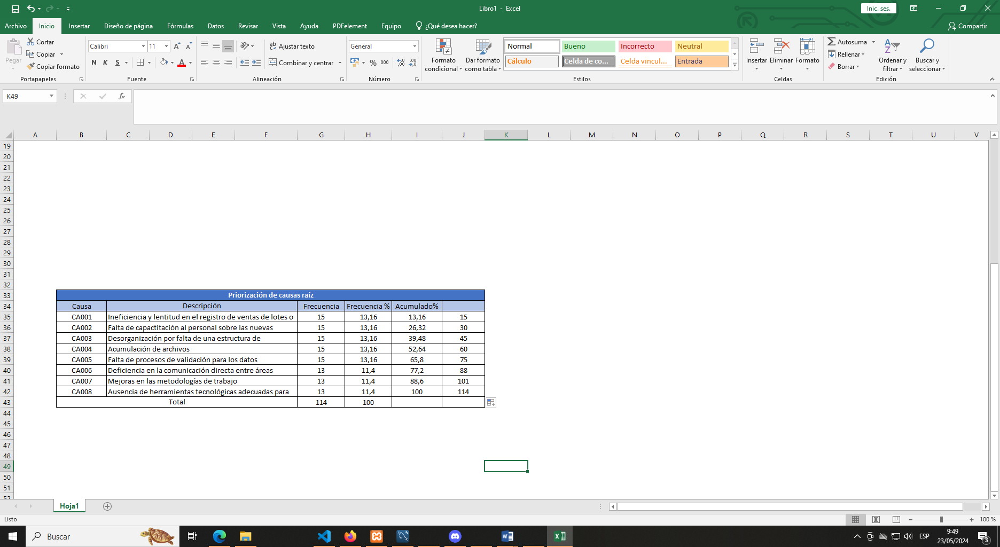 Libro1 - Excel
Inic. ses.
Archivo Inicio Insertar Diseño de página Fórmulas Datos Revisar Vista Ayuda PDFelement Equipo ¿Qué desea hacer? Compartir
Pegar
Cortar
Copiar
Copiar formato
Portapapeles
Calibri 11
N K S
Fuente
Ajustar texto
Combinar y centrar
Alineación
General
% 000
Número
Formato condicional
Dar formato como tabla
Normal Bueno Incorrecto Neutral
Cálculo Celda de co... Celda vincul... Entrada
Estilos
Insertar Eliminar Formato
Celdas
Autosuma
Rellenar
Borrar
Ordenar y filtrar
Buscar y seleccionar
Edición
K49
fx
A B C D E F G H I J K L M N O P Q R S T U V
19
20
21
22
23
24
25
26
27
28
29
30
31
32
33 Priorización de causas raíz
34 Causa Descripción Frecuencia Frecuencia % Acumulado%
35 CA001 Ineficiencia y lentitud en el registro de ventas de lotes o 15 13,16 13,16 15
36 CA002 Falta de capactitación al personal sobre las nuevas 15 13,16 26,32 30
37 CA003 Desorganización por falta de una estructura de 15 13,16 39,48 45
38 CA004 Acumulación de archivos 15 13,16 52,64 60
39 CA005 Falta de procesos de validación para los datos 15 13,16 65,8 75
40 CA006 Deficiencia en la comunicación directa entre áreas 13 11,4 77,2 88
41 CA007 Mejoras en las metodologías de trabajo 13 11,4 88,6 101
42 CA008 Ausencia de herramientas tecnológicas adecuadas para 13 11,4 100 114
43 Total 114 100
44
45
46
47
48
49
50
51
52
Hoja1
Listo
100 %
Buscar
ESP
9:49
23/05/2024
3